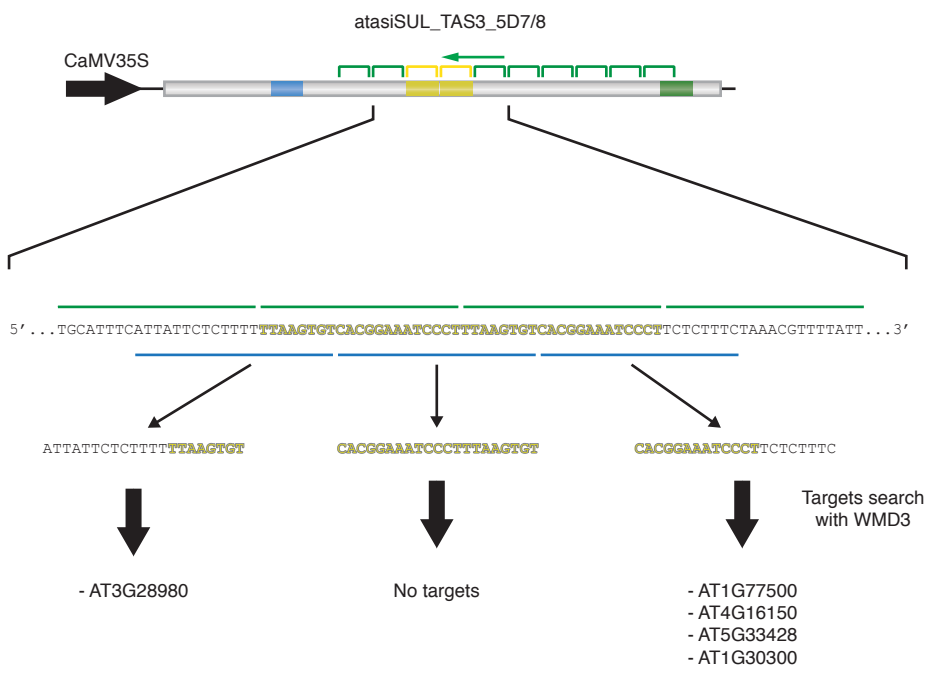 atasiSUL_TAS3_5D7/8
CaMV35S
5′...TGCATTTCATTATTCTCTTTTTTAAGTGTCACGGAAATCCCTTTAAGTGTCACGGAAATCCCTTCTCTTTCTAAACGTTTTATT...3′
ATTATTCTCTTTTTTAAGTGT CACGGAAATCCCTTTAAGTGT CACGGAAATCCCTTCTCTTTC
Targets search
with WMD3
- AT3G28980 No targets - AT1G77500
- AT4G16150
- AT5G33428
- AT1G30300